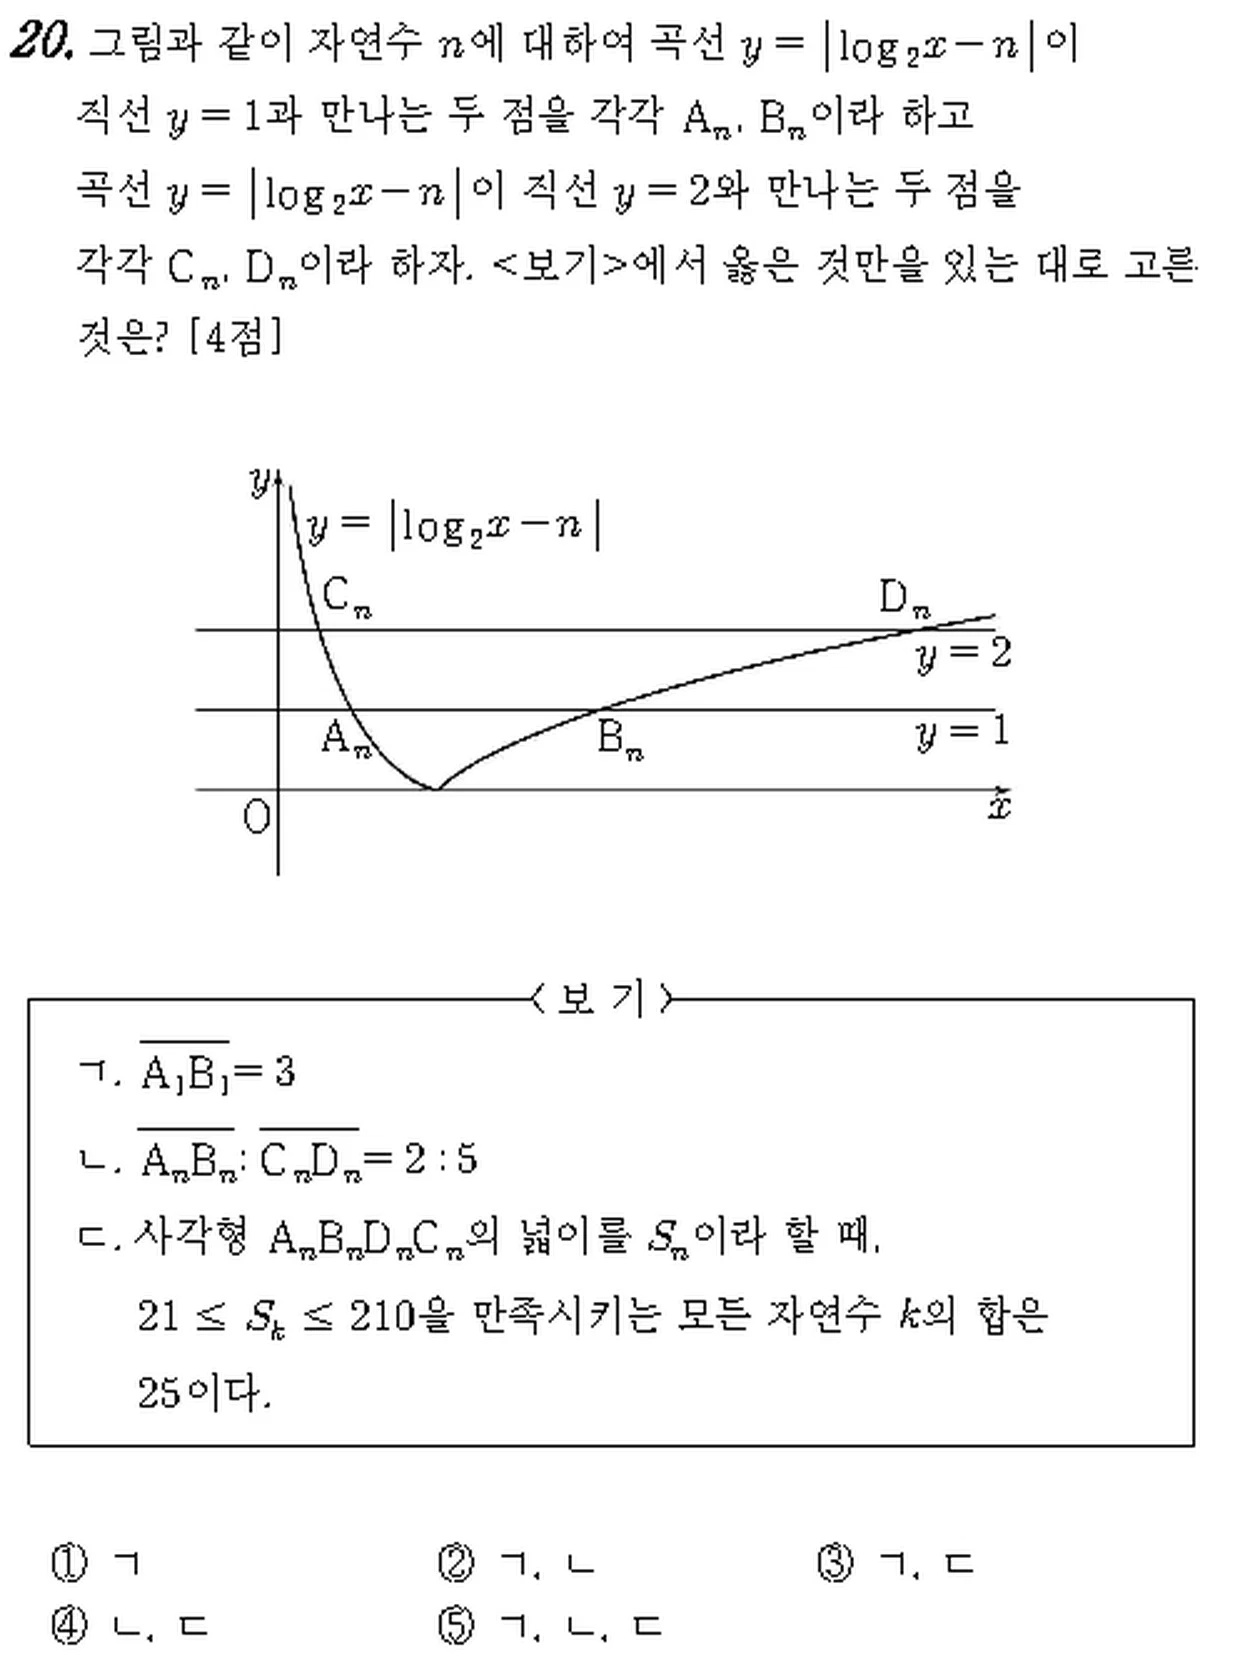 20. 그림과 같이 자연수 n에 대하여 곡선 y = |log₂x − n|이
직선 y = 1과 만나는 두 점을 각각 Aₙ, Bₙ이라 하고
곡선 y = |log₂x − n|이 직선 y = 2와 만나는 두 점을
각각 Cₙ, Dₙ이라 하자. <보기>에서 옳은 것만을 있는 대로 고른
것은? [4점]
y
y = |log₂x − n|
Cₙ
Dₙ
y = 2
Aₙ
Bₙ
y = 1
O
x
〈보 기〉
ㄱ. A₁B₁ = 3
ㄴ. AₙBₙ : CₙDₙ = 2 : 5
ㄷ. 사각형 AₙBₙDₙCₙ의 넓이를 Sₙ이라 할 때,
21 ≤ Sₖ ≤ 210을 만족시키는 모든 자연수 k의 합은
25이다.
① ㄱ ② ㄱ, ㄴ ③ ㄱ, ㄷ
④ ㄴ, ㄷ ⑤ ㄱ, ㄴ, ㄷ